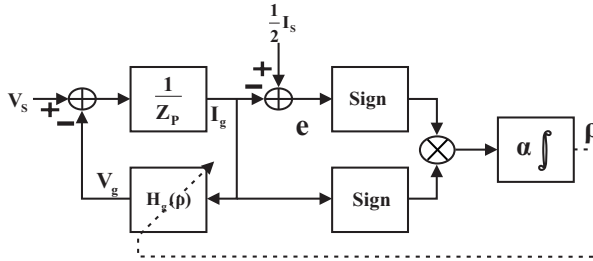 ½ I_s
V_s
+
−
1/Z_P
I_g
−
+
e
Sign
α∫
ρ
V_g
H_g(ρ)
Sign